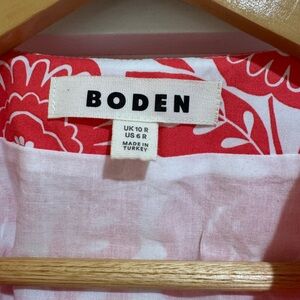 BODEN
UK 10 R
US 6 R
MADE IN
TURKEY